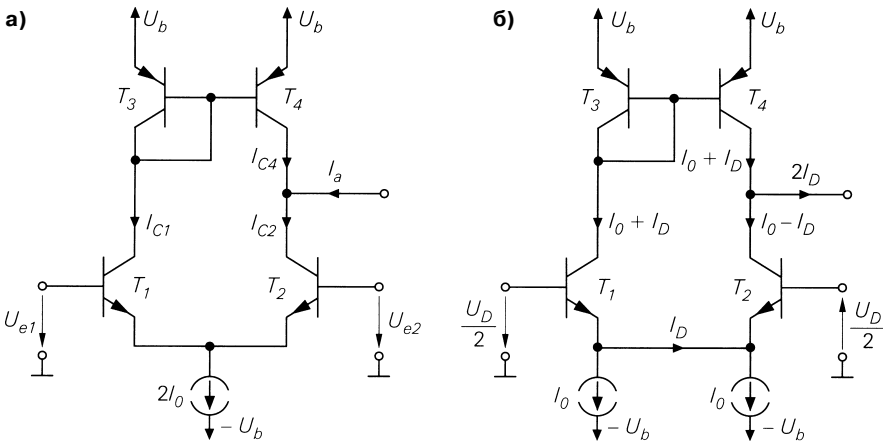 а)
U_b
U_b
T_3
T_4
I_C4
I_a
I_C1
I_C2
T_1
T_2
U_e1
U_e2
2I_0
– U_b
б)
U_b
U_b
T_3
T_4
I_0 + I_D
2I_D
I_0 + I_D
I_0 – I_D
T_1
T_2
U_D
2
U_D
2
I_D
I_0
I_0
– U_b
– U_b